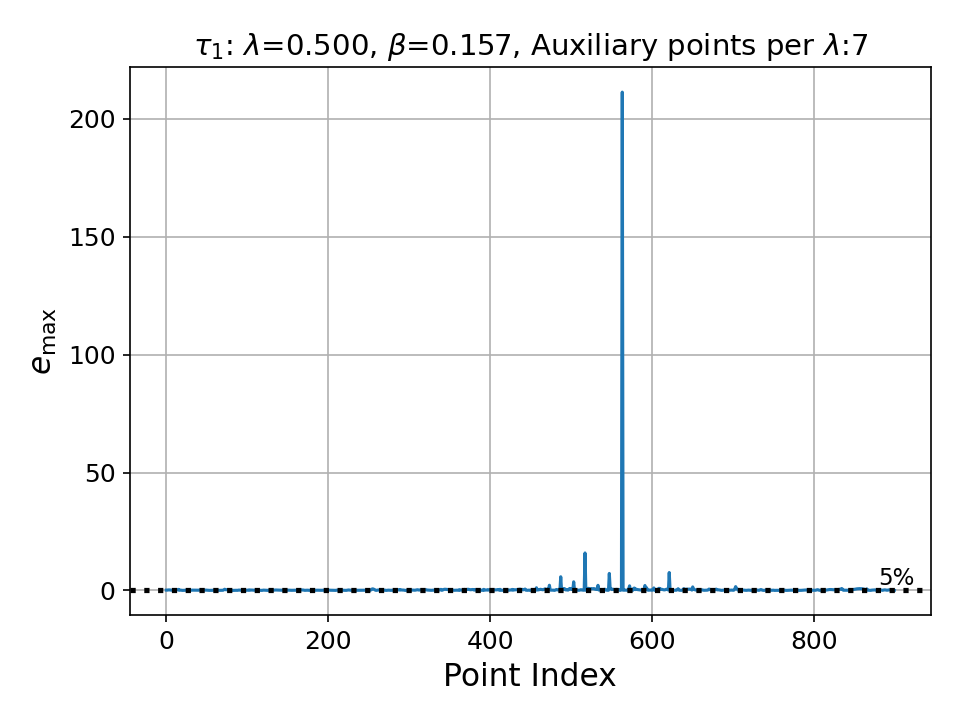 τ₁: λ=0.500, β=0.157, Auxiliary points per λ:7
200
150
100
50
0
e_max
5%
0 200 400 600 800
Point Index